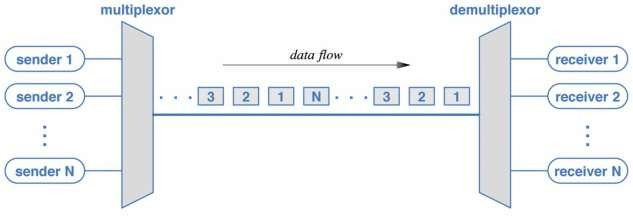 multiplexor
demultiplexor
data flow
sender 1
receiver 1
sender 2
. . . 3 2 1 N . . . 3 2 1
receiver 2
sender N
receiver N